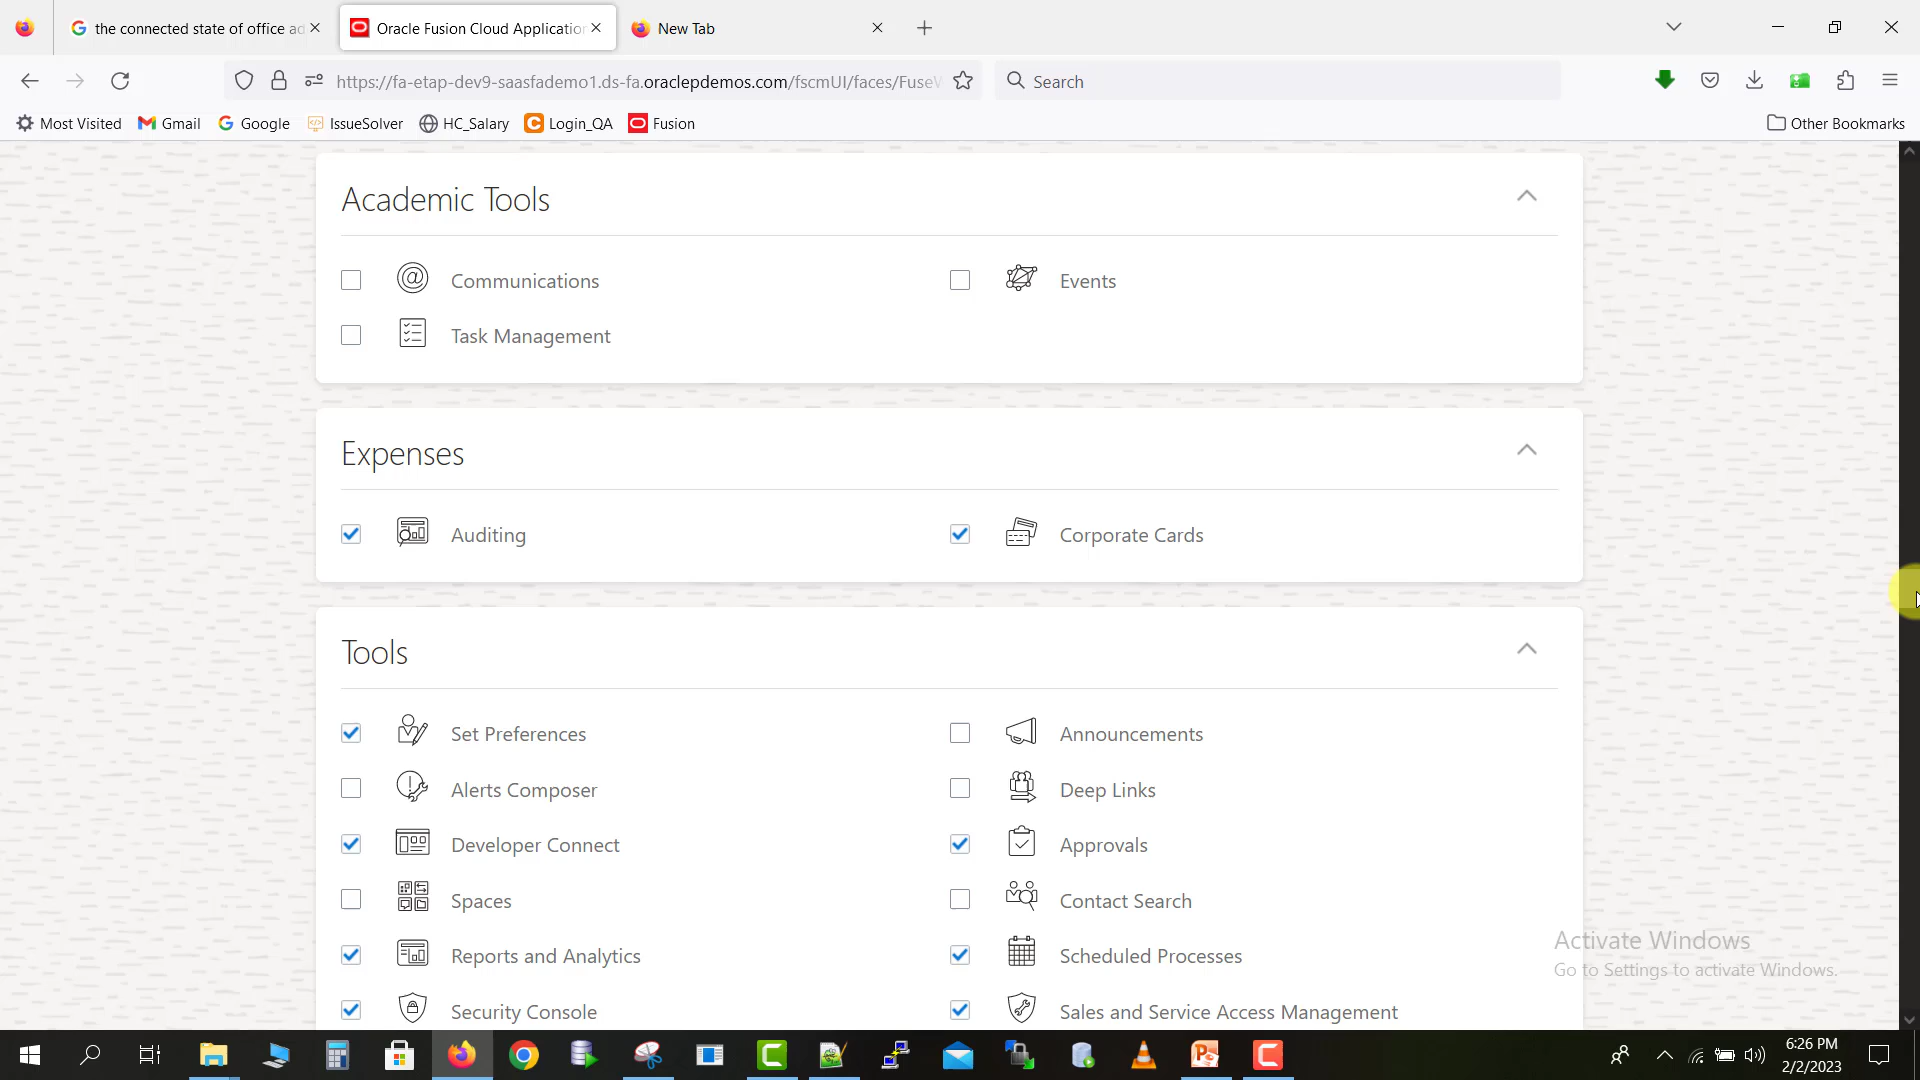 the connected state of office ad
Oracle Fusion Cloud Application
New Tab
https://fa-etap-dev9-saasfademo1.ds-fa.oraclepdemos.com/fscmUI/faces/FuseW
Search
Most Visited
Gmail
Google
IssueSolver
HC_Salary
Login_QA
Fusion
Other Bookmarks
Academic Tools
Communications
Events
Task Management
Expenses
Auditing
Corporate Cards
Tools
Set Preferences
Announcements
Alerts Composer
Deep Links
Developer Connect
Approvals
Spaces
Contact Search
Reports and Analytics
Scheduled Processes
Security Console
Sales and Service Access Management
Activate Windows
Go to Settings to activate Windows.
6:26 PM
2/2/2023